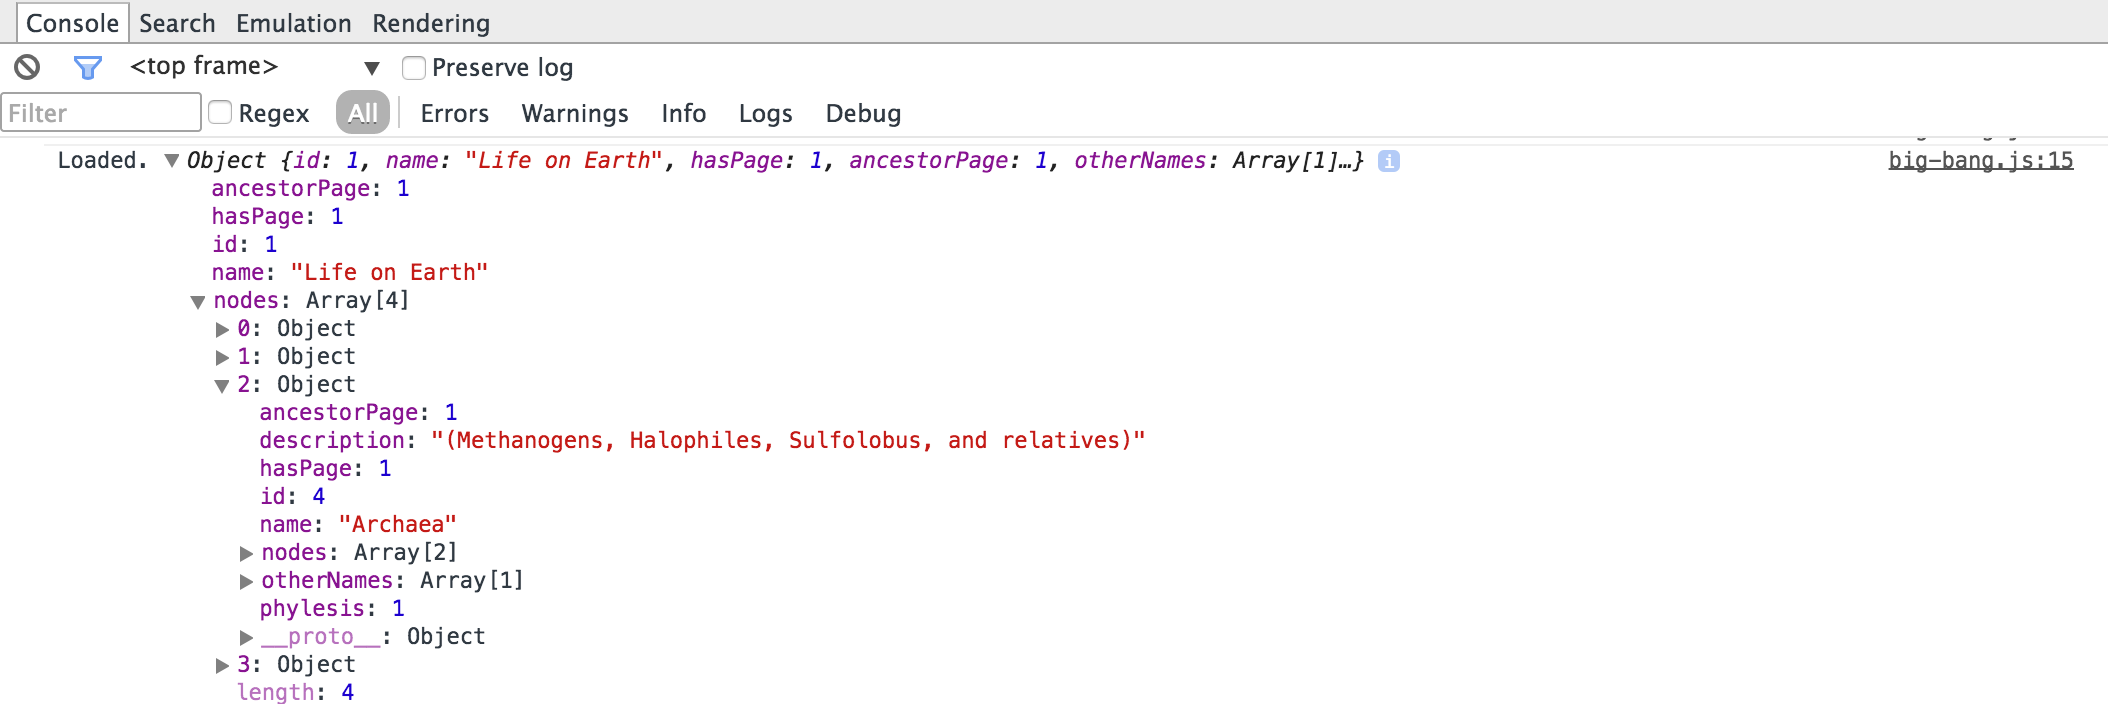 Console Search Emulation Rendering
<top frame> ▼ Preserve log
Filter Regex All Errors Warnings Info Logs Debug
Loaded. ▼ Object {id: 1, name: "Life on Earth", hasPage: 1, ancestorPage: 1, otherNames: Array[1]…} i big-bang.js:15
ancestorPage: 1
hasPage: 1
id: 1
name: "Life on Earth"
▼ nodes: Array[4]
▶ 0: Object
▶ 1: Object
▼ 2: Object
ancestorPage: 1
description: "(Methanogens, Halophiles, Sulfolobus, and relatives)"
hasPage: 1
id: 4
name: "Archaea"
▶ nodes: Array[2]
▶ otherNames: Array[1]
phylesis: 1
▶ __proto__: Object
▶ 3: Object
length: 4